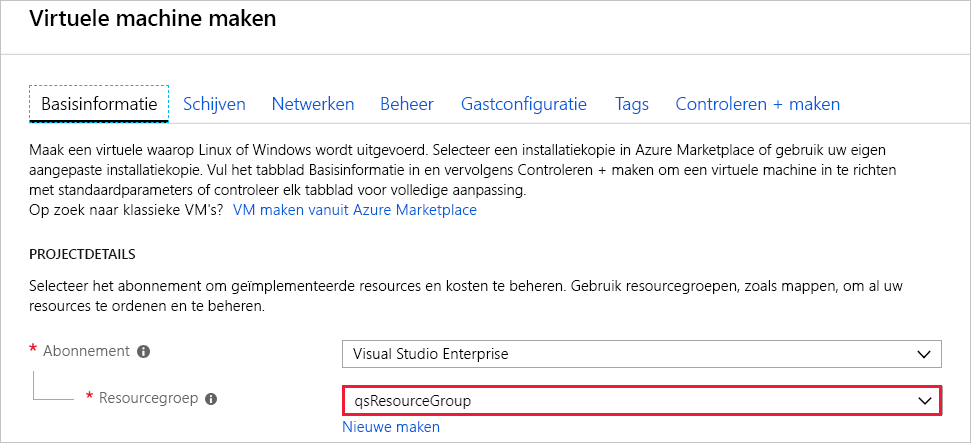 Virtuele machine maken
Basisinformatie Schijven Netwerken Beheer Gastconfiguratie Tags Controleren + maken
Maak een virtuele waarop Linux of Windows wordt uitgevoerd. Selecteer een installatiekopie in Azure Marketplace of gebruik uw eigen
aangepaste installatiekopie. Vul het tabblad Basisinformatie in en vervolgens Controleren + maken om een virtuele machine in te richten
met standaardparameters of controleer elk tabblad voor volledige aanpassing.
Op zoek naar klassieke VM's? VM maken vanuit Azure Marketplace
PROJECTDETAILS
Selecteer het abonnement om geïmplementeerde resources en kosten te beheren. Gebruik resourcegroepen, zoals mappen, om al uw
resources te ordenen en te beheren.
* Abonnement Visual Studio Enterprise
* Resourcegroep qsResourceGroup
Nieuwe maken